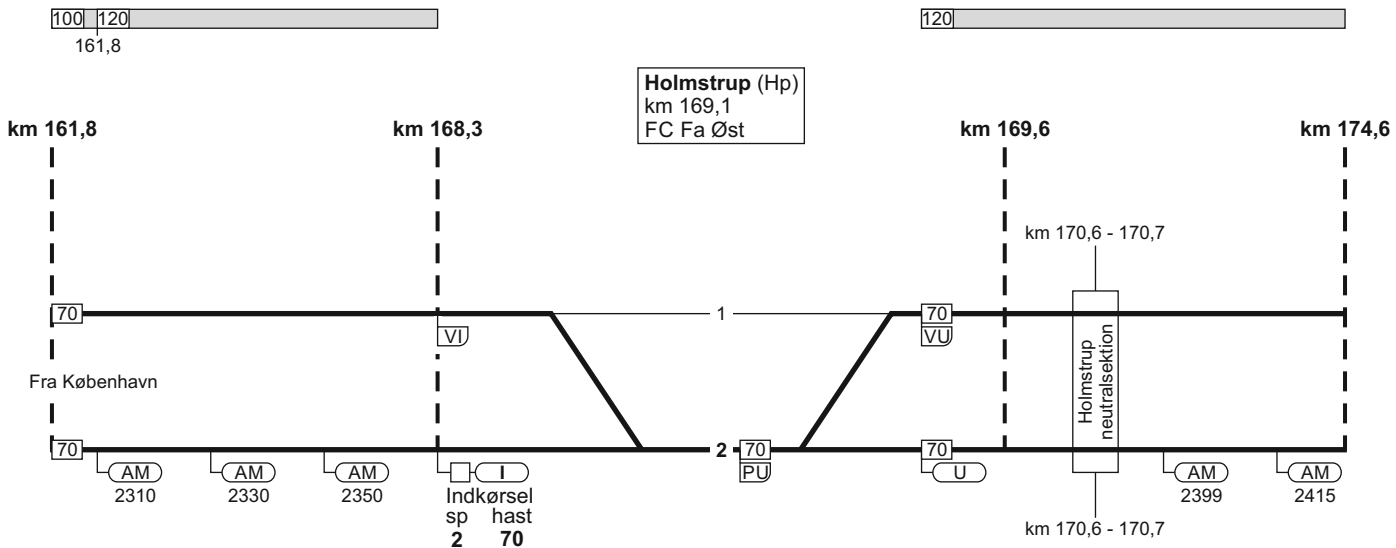 100 120
120
161,8
Holmstrup (Hp)
km 169,1
FC Fa Øst
km 161,8
km 168,3
km 169,6
km 174,6
km 170,6 - 170,7
70
1
70
VI
VU
Fra København
Holmstrup
neutralsektion
70
2
70
70
AM
2310
AM
2330
AM
2350
I
Indkørsel
sp hast
2 70
PU
U
AM
2399
AM
2415
km 170,6 - 170,7